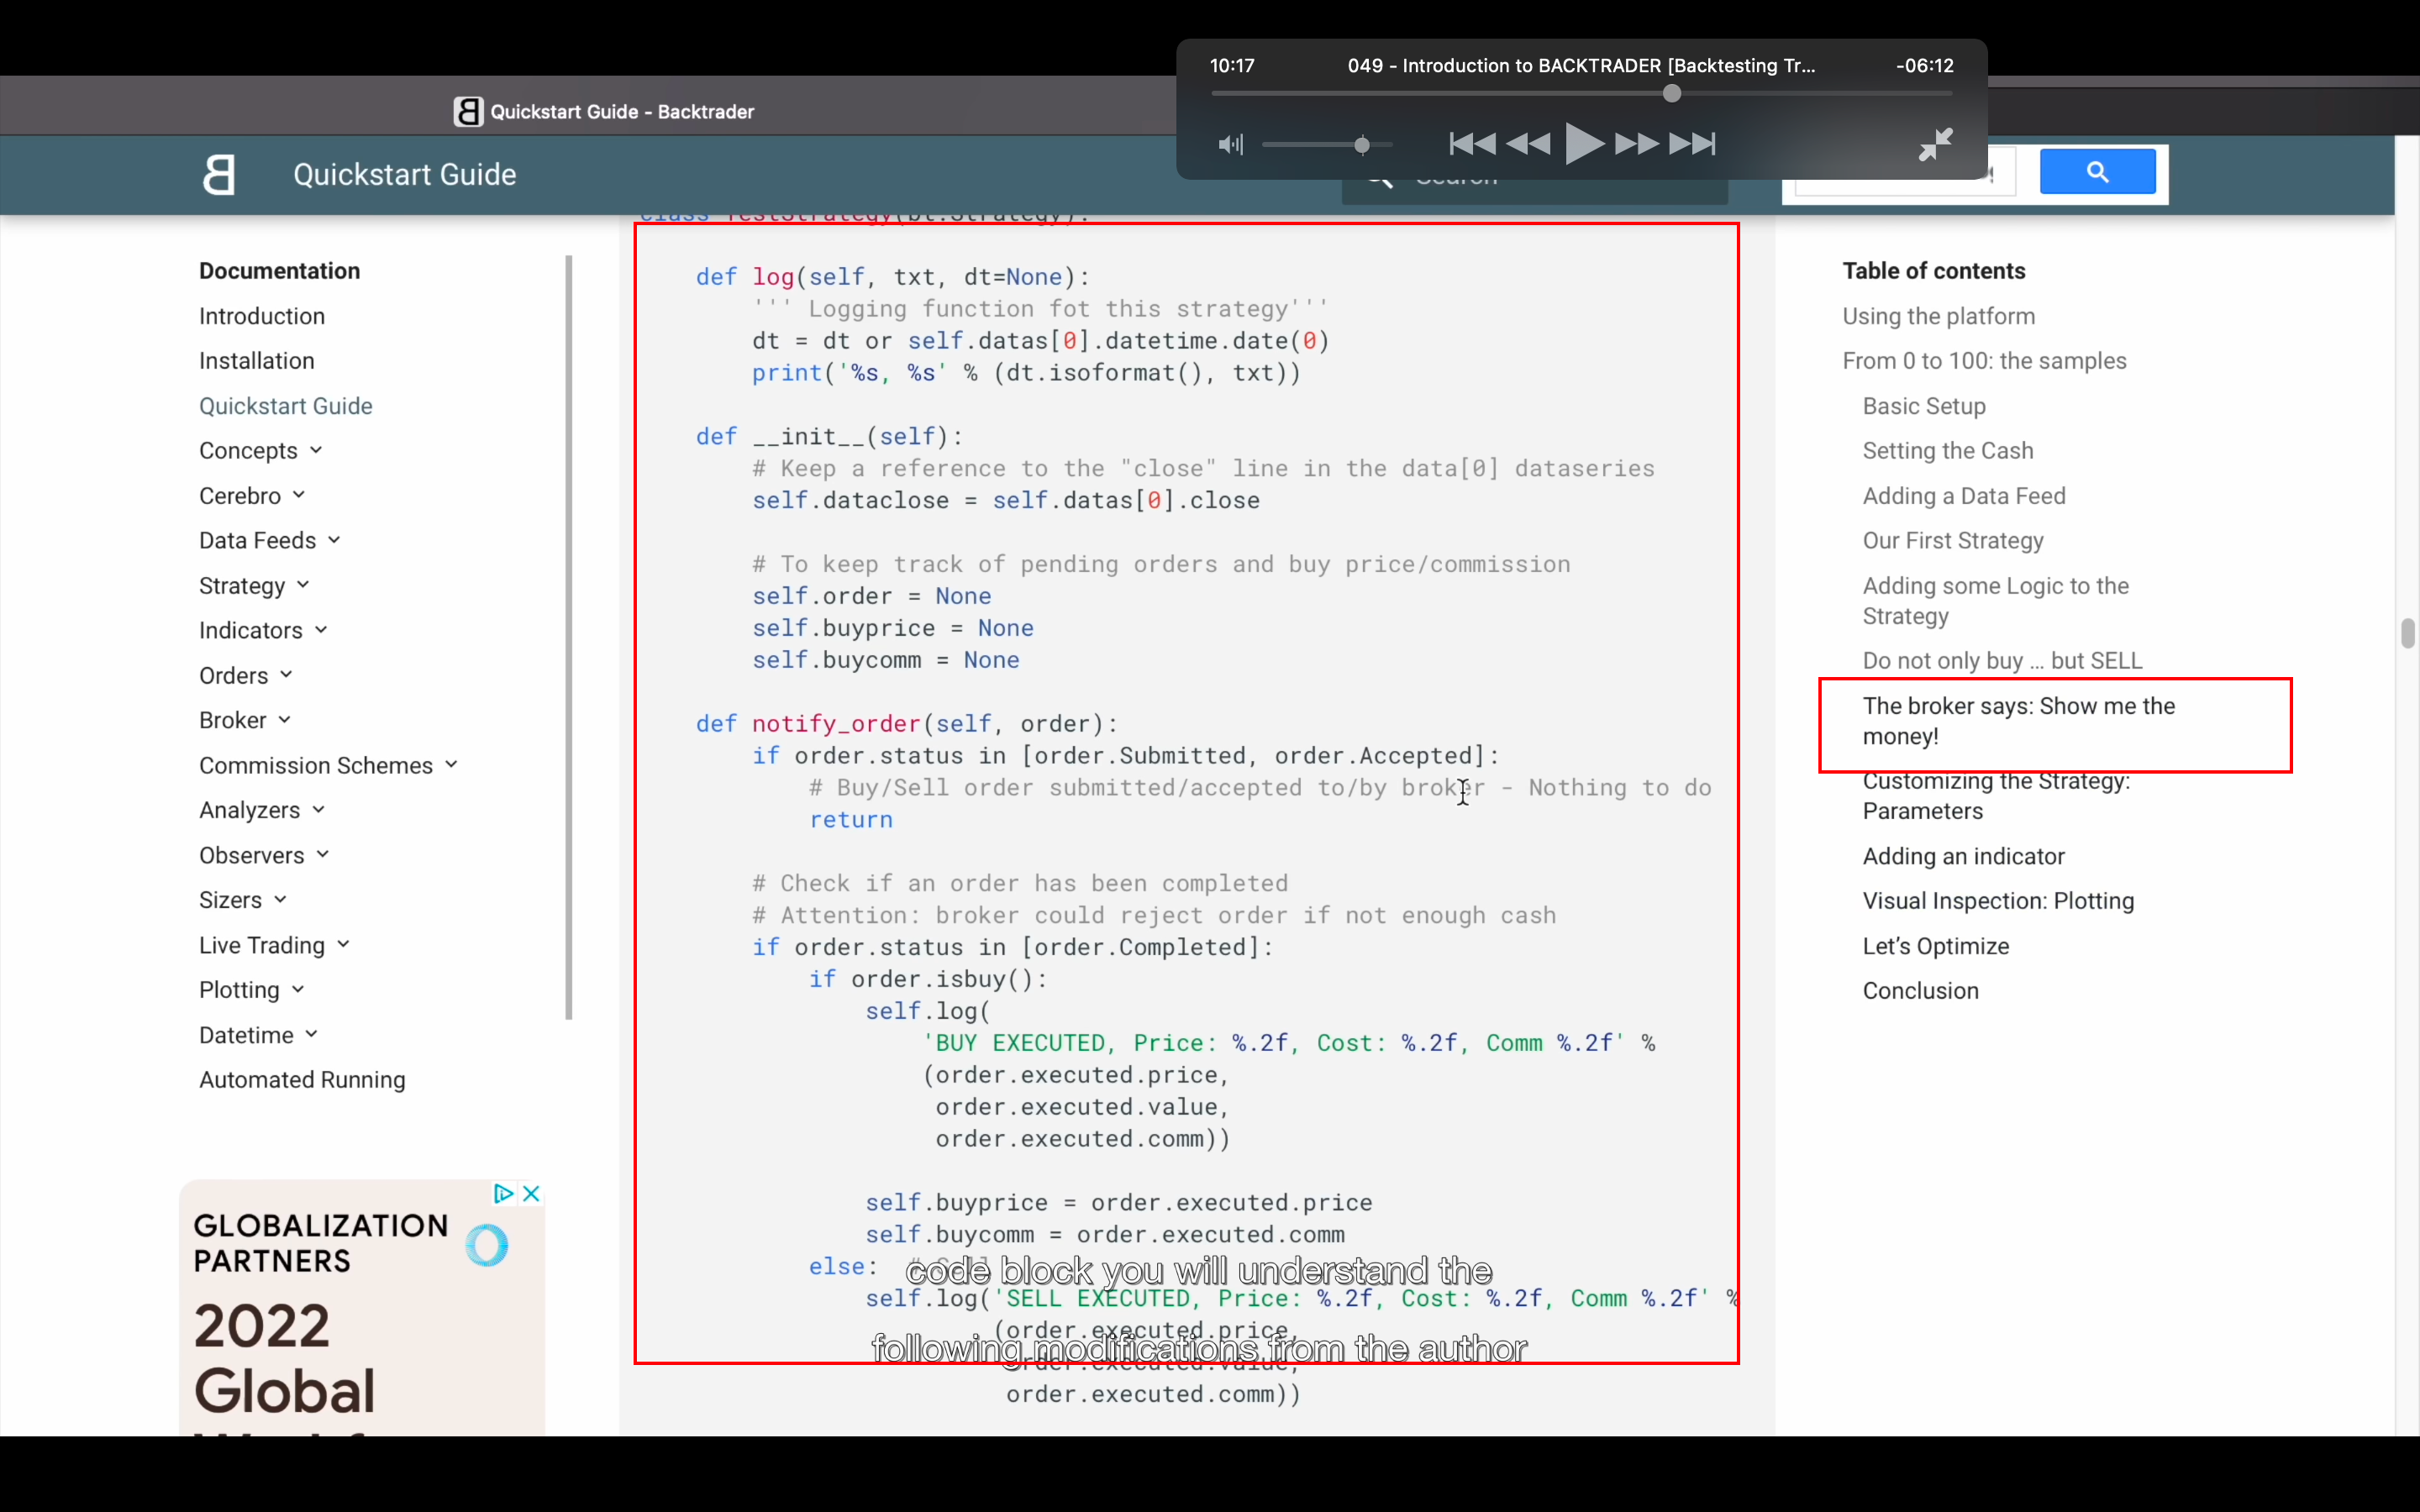 10:17
049 - Introduction to BACKTRADER [Backtesting Tr...
-06:12
Quickstart Guide - Backtrader
Quickstart Guide
Search
Documentation
Introduction
Installation
Quickstart Guide
Concepts
Cerebro
Data Feeds
Strategy
Indicators
Orders
Broker
Commission Schemes
Analyzers
Observers
Sizers
Live Trading
Plotting
Datetime
Automated Running
GLOBALIZATION
PARTNERS
2022
Global
class TestStrategy(bt.Strategy):
def log(self, txt, dt=None):
''' Logging function fot this strategy'''
dt = dt or self.datas[0].datetime.date(0)
print('%s, %s' % (dt.isoformat(), txt))
def __init__(self):
# Keep a reference to the "close" line in the data[0] dataseries
self.dataclose = self.datas[0].close
# To keep track of pending orders and buy price/commission
self.order = None
self.buyprice = None
self.buycomm = None
def notify_order(self, order):
if order.status in [order.Submitted, order.Accepted]:
# Buy/Sell order submitted/accepted to/by broker - Nothing to do
return
# Check if an order has been completed
# Attention: broker could reject order if not enough cash
if order.status in [order.Completed]:
if order.isbuy():
self.log(
'BUY EXECUTED, Price: %.2f, Cost: %.2f, Comm %.2f' %
(order.executed.price,
order.executed.value,
order.executed.comm))
self.buyprice = order.executed.price
self.buycomm = order.executed.comm
else: # Sell
code block you will understand the
self.log('SELL EXECUTED, Price: %.2f, Cost: %.2f, Comm %.2f' %
(order.executed.price,
following modifications from the author
order.executed.value,
order.executed.comm))
Table of contents
Using the platform
From 0 to 100: the samples
Basic Setup
Setting the Cash
Adding a Data Feed
Our First Strategy
Adding some Logic to the
Strategy
Do not only buy … but SELL
The broker says: Show me the
money!
Customizing the Strategy:
Parameters
Adding an indicator
Visual Inspection: Plotting
Let's Optimize
Conclusion